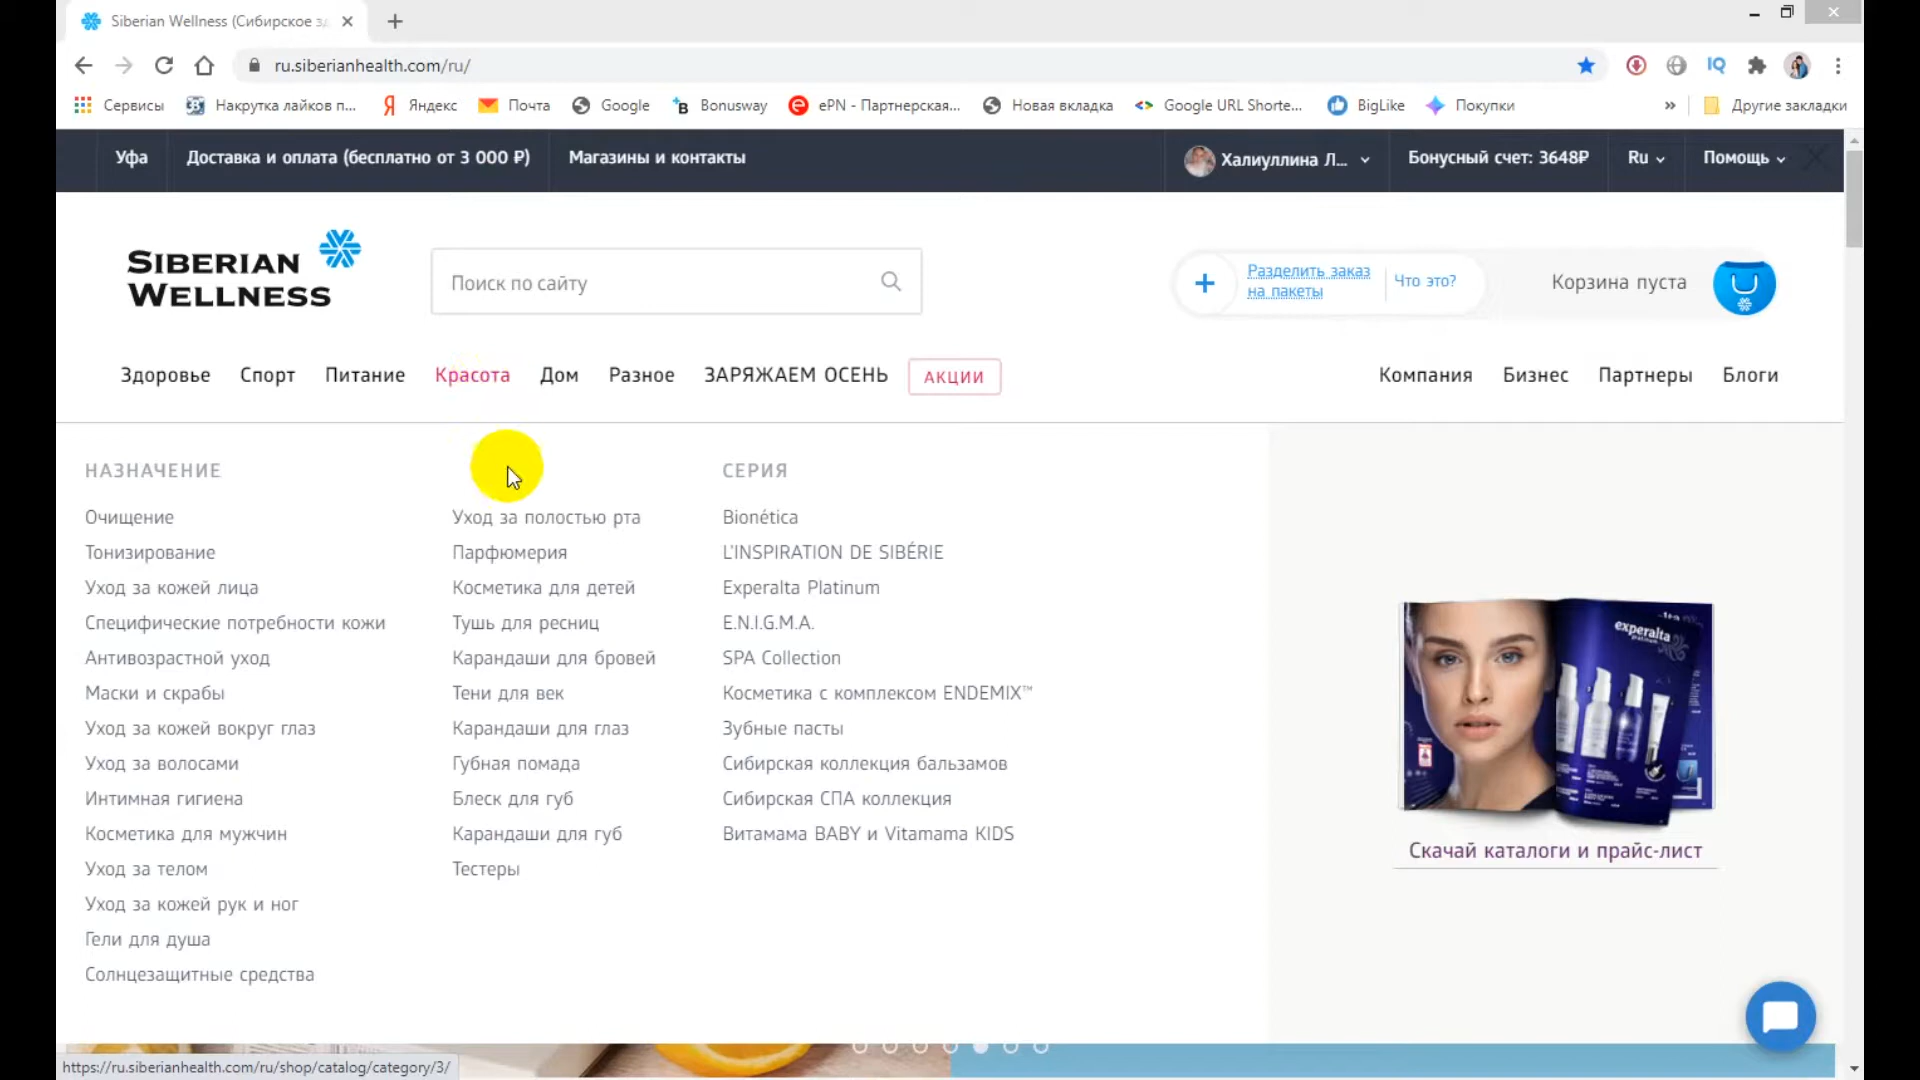 Siberian Wellness (Сибирское зд
ru.siberianhealth.com/ru/
IQ
Сервисы
Накрутка лайков п...
Яндекс
Почта
Google
Bonusway
ePN - Партнерская...
Новая вкладка
Google URL Shorte...
BigLike
Покупки
»
Другие закладки
Уфа
Доставка и оплата (бесплатно от 3 000 ₽)
Магазины и контакты
Халиуллина Л...
Бонусный счет: 3648₽
Ru
Помощь
SIBERIAN
WELLNESS
Поиск по сайту
Разделить заказ
на пакеты
Что это?
Корзина пуста
Здоровье
Спорт
Питание
Красота
Дом
Разное
ЗАРЯЖАЕМ ОСЕНЬ
АКЦИИ
Компания
Бизнес
Партнеры
Блоги
НАЗНАЧЕНИЕ
Очищение
Тонизирование
Уход за кожей лица
Специфические потребности кожи
Антивозрастной уход
Маски и скрабы
Уход за кожей вокруг глаз
Уход за волосами
Интимная гигиена
Косметика для мужчин
Уход за телом
Уход за кожей рук и ног
Гели для душа
Солнцезащитные средства
Уход за полостью рта
Парфюмерия
Косметика для детей
Тушь для ресниц
Карандаши для бровей
Тени для век
Карандаши для глаз
Губная помада
Блеск для губ
Карандаши для губ
Тестеры
СЕРИЯ
Bionética
L'INSPIRATION DE SIBÉRIE
Experalta Platinum
E.N.I.G.M.A.
SPA Collection
Косметика с комплексом ENDEMIX™
Зубные пасты
Сибирская коллекция бальзамов
Сибирская СПА коллекция
Витамама BABY и Vitamama KIDS
experalta
platinum
Скачай каталоги и прайс-лист
https://ru.siberianhealth.com/ru/shop/catalog/category/3/